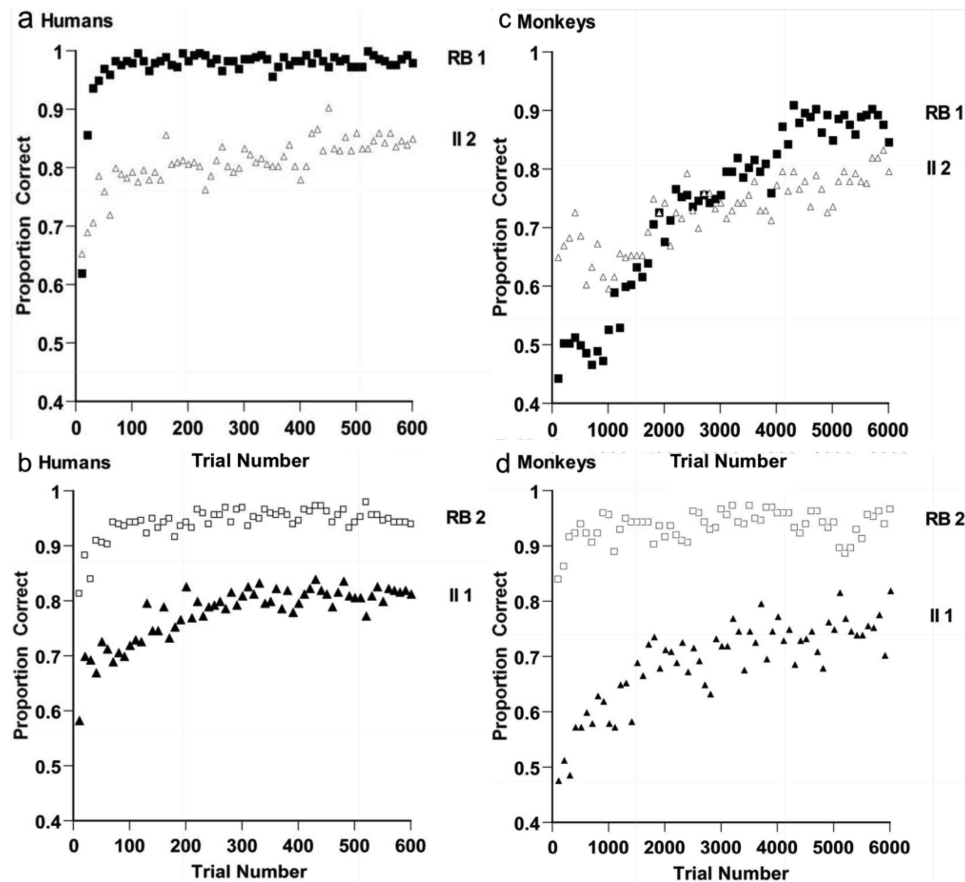 a Humans
1
0.9
0.8
0.7
0.6
0.5
0.4
Proportion Correct
RB 1
II 2
0 100 200 300 400 500 600
Trial Number
c Monkeys
1
0.9
0.8
0.7
0.6
0.5
0.4
Proportion Correct
RB 1
II 2
0 1000 2000 3000 4000 5000 6000
Trial Number
b Humans
1
0.9
0.8
0.7
0.6
0.5
0.4
Proportion Correct
RB 2
II 1
0 100 200 300 400 500 600
Trial Number
d Monkeys
1
0.9
0.8
0.7
0.6
0.5
0.4
Proportion Correct
RB 2
II 1
0 1000 2000 3000 4000 5000 6000
Trial Number